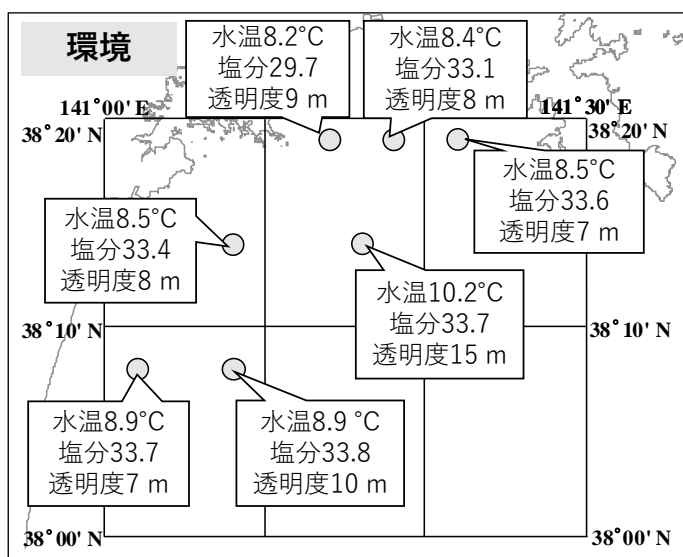 環境
水温8.2°C
塩分29.7
透明度9 m
水温8.4°C
塩分33.1
透明度8 m
141°00' E
141°30' E
38°20' N
38°20' N
水温8.5°C
塩分33.6
透明度7 m
水温8.5°C
塩分33.4
透明度8 m
水温10.2°C
塩分33.7
透明度15 m
38°10' N
38°10' N
水温8.9°C
塩分33.7
透明度7 m
水温8.9 °C
塩分33.8
透明度10 m
38°00' N
38°00' N